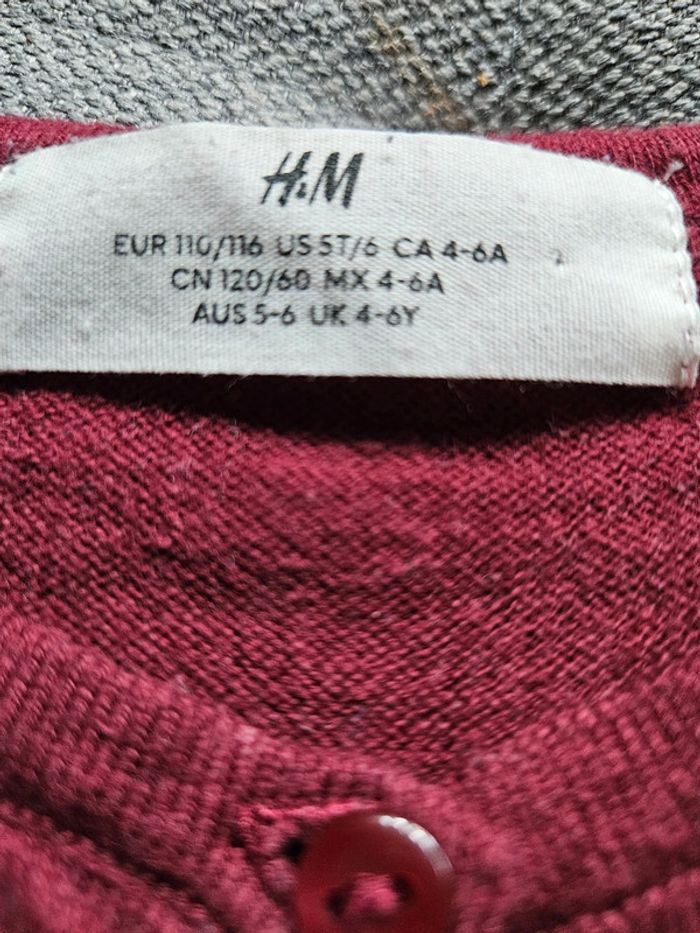 H&M
EUR 110/116 US 5T/6 CA 4-6A
CN 120/60 MX 4-6A
AUS 5-6 UK 4-6Y